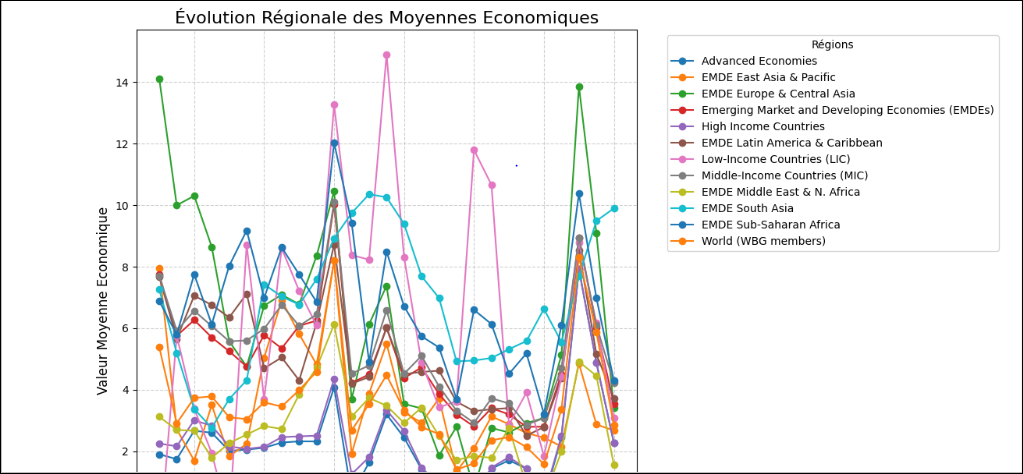 Évolution Régionale des Moyennes Economiques
Valeur Moyenne Economique
14
12
10
8
6
4
2
Régions
Advanced Economies
EMDE East Asia & Pacific
EMDE Europe & Central Asia
Emerging Market and Developing Economies (EMDEs)
High Income Countries
EMDE Latin America & Caribbean
Low-Income Countries (LIC)
Middle-Income Countries (MIC)
EMDE Middle East & N. Africa
EMDE South Asia
EMDE Sub-Saharan Africa
World (WBG members)